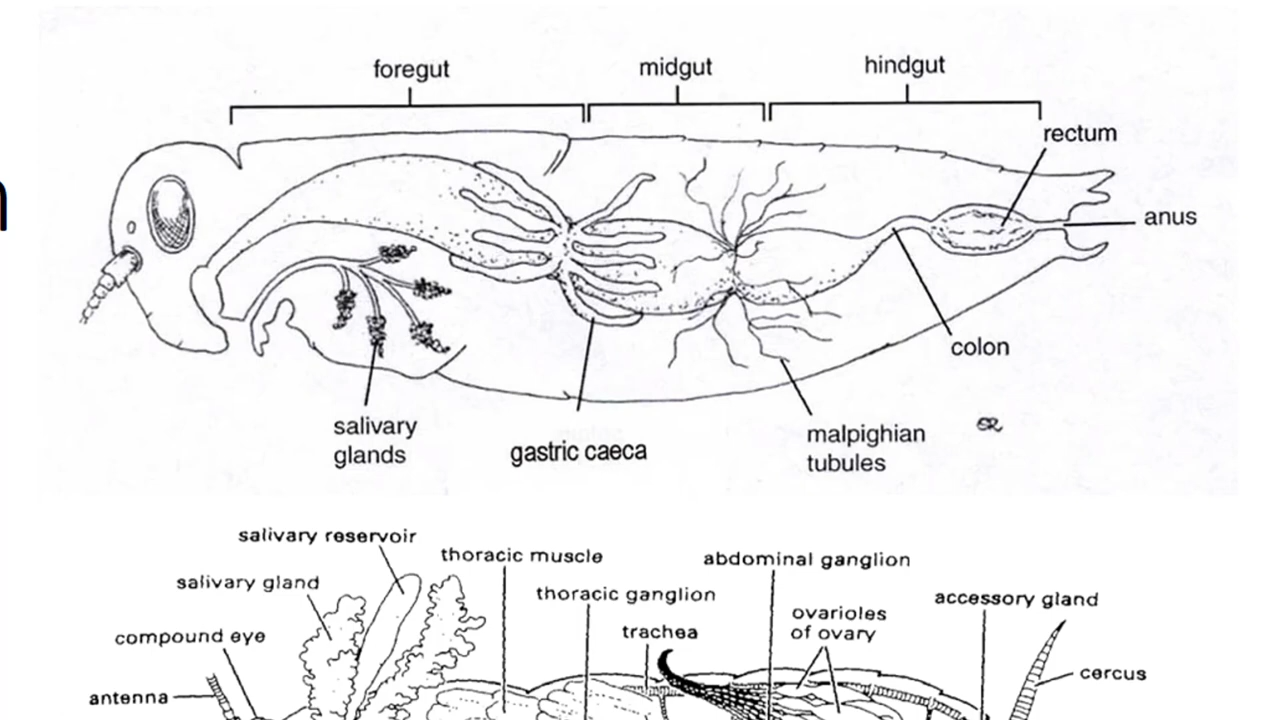 foregut
midgut
hindgut
rectum
anus
colon
salivary
glands
gastric caeca
malpighian
tubules
salivary reservoir
thoracic muscle
abdominal ganglion
salivary gland
thoracic ganglion
accessory gland
ovarioles
of ovary
trachea
compound eye
cercus
antenna